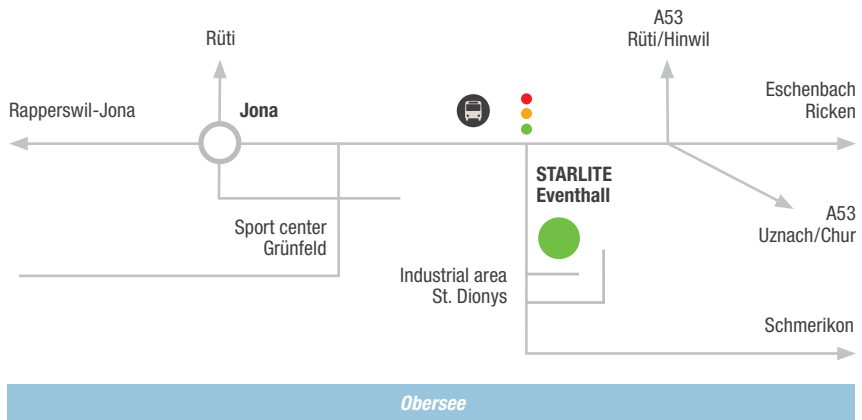 A53
Rüti/Hinwil
Rüti
Eschenbach
Ricken
Rapperswil-Jona
Jona
STARLITE
Eventhall
A53
Uznach/Chur
Sport center
Grünfeld
Industrial area
St. Dionys
Schmerikon
Obersee